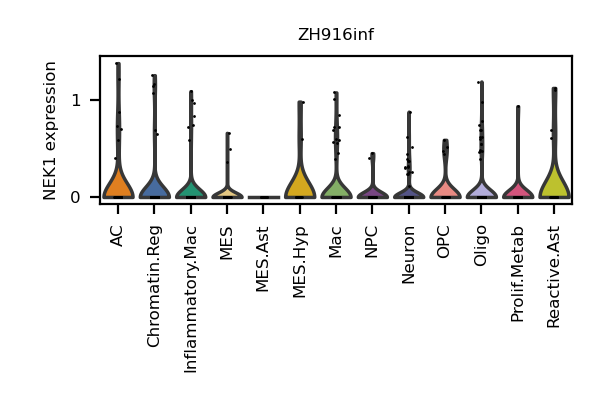 ZH916inf
NEK1 expression
1
0
AC
Chromatin.Reg
Inflammatory.Mac
MES
MES.Ast
MES.Hyp
Mac
NPC
Neuron
OPC
Oligo
Prolif.Metab
Reactive.Ast